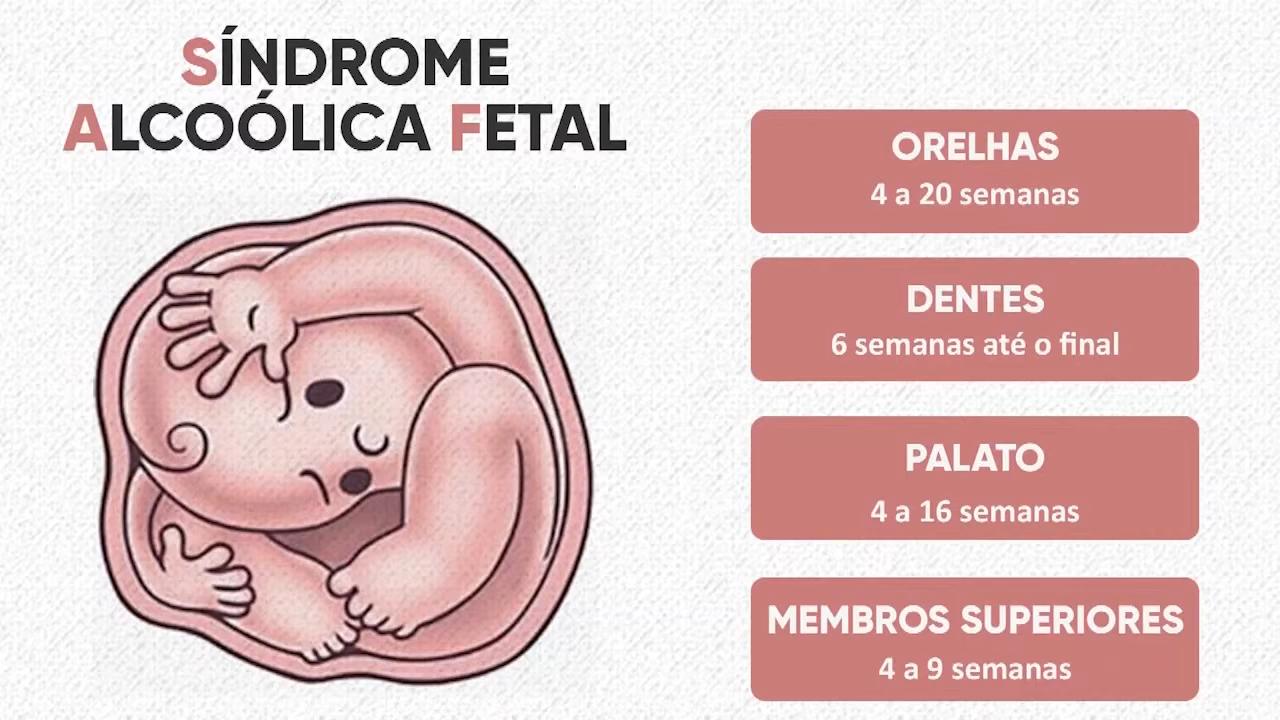 SÍNDROME
ALCOÓLICA FETAL
ORELHAS
4 a 20 semanas
DENTES
6 semanas até o final
PALATO
4 a 16 semanas
MEMBROS SUPERIORES
4 a 9 semanas